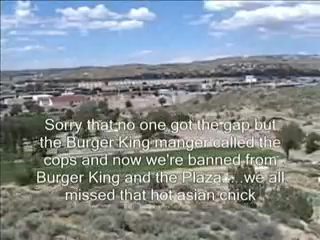 Sorry that no one got the gap but
the Burger King manger called the
cops and now we're banned from
Burger King and the Plaza.... we all
missed that hot asian chick